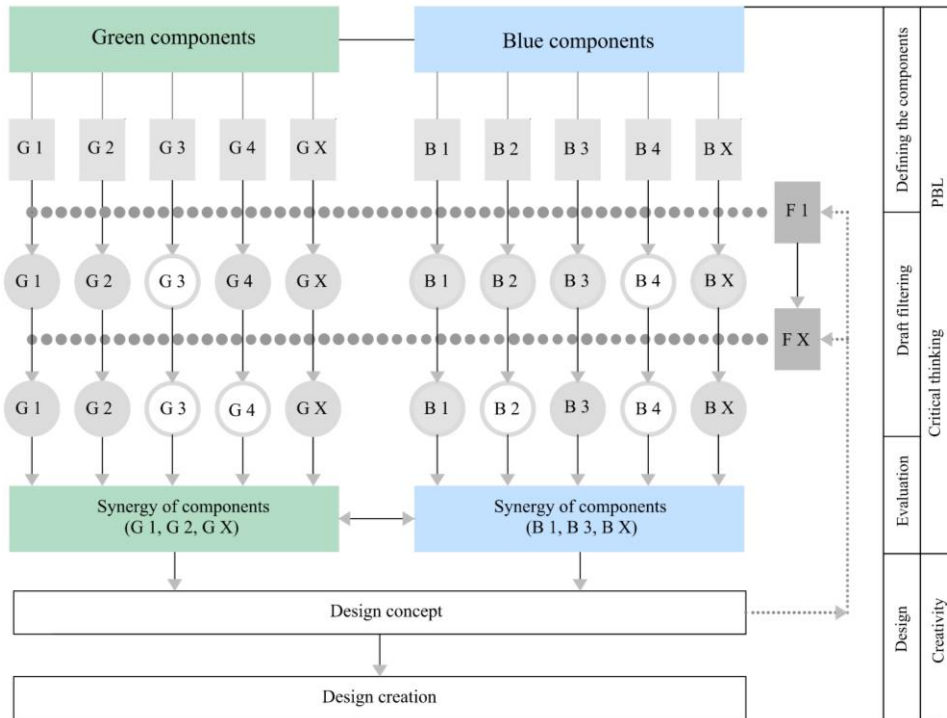 Green components
Blue components
G 1 G 2 G 3 G 4 G X B 1 B 2 B 3 B 4 B X
F 1
G 1 G 2 G 3 G 4 G X B 1 B 2 B 3 B 4 B X
F X
G 1 G 2 G 3 G 4 G X B 1 B 2 B 3 B 4 B X
Synergy of components
(G 1, G 2, G X)
Synergy of components
(B 1, B 3, B X)
Design concept
Design creation
Defining the components
Draft filtering
Evaluation
Design
PBL
Critical thinking
Creativity